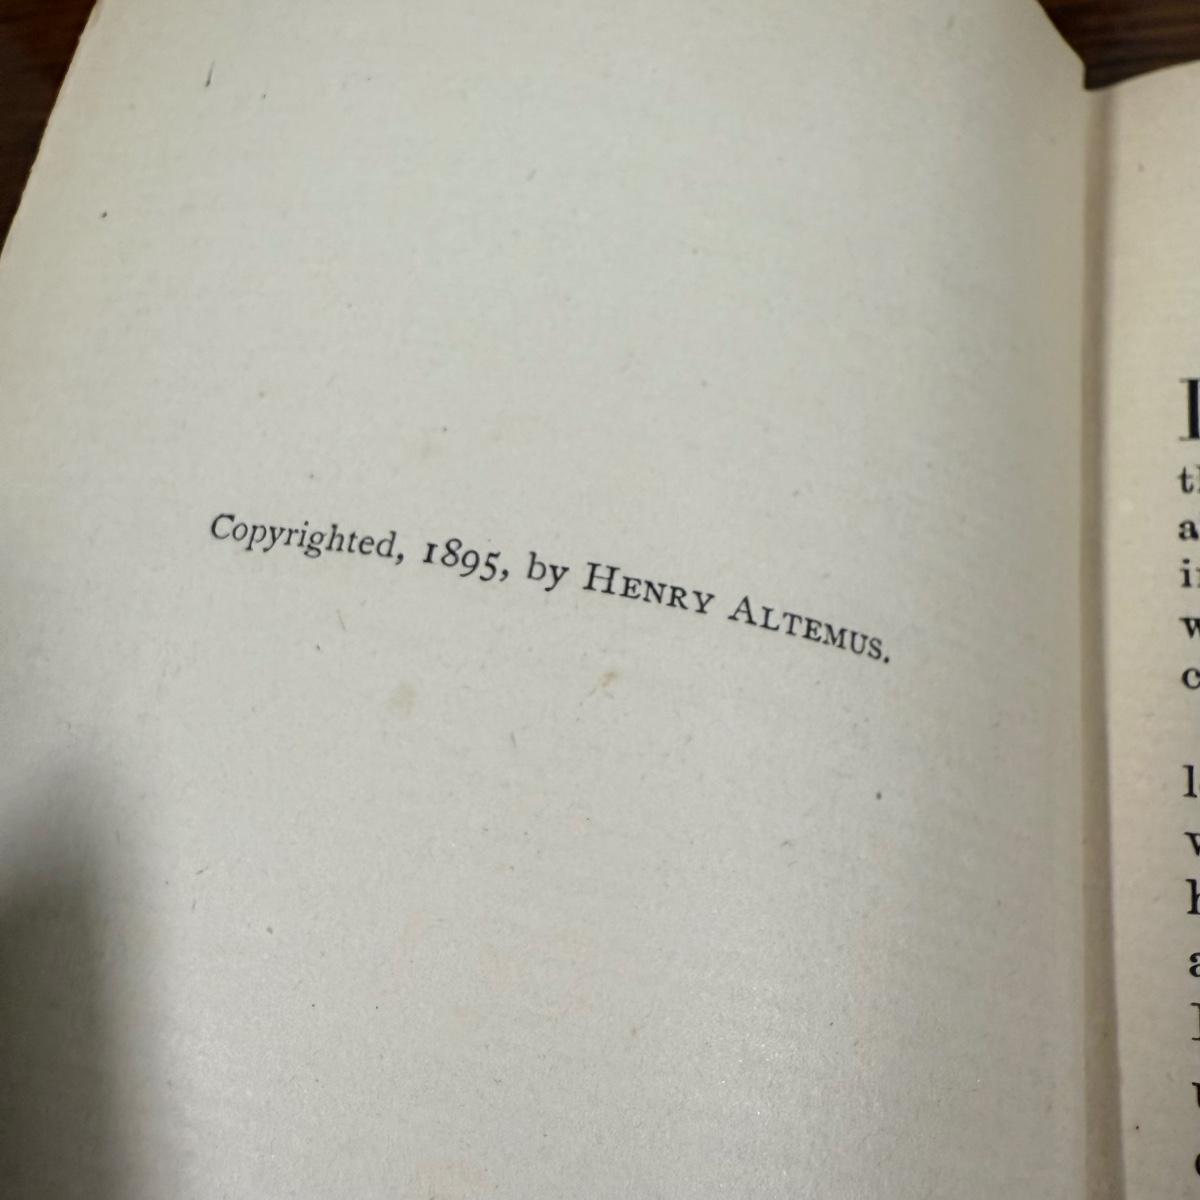 Copyrighted, 1895, by HENRY ALTEMUS.
a